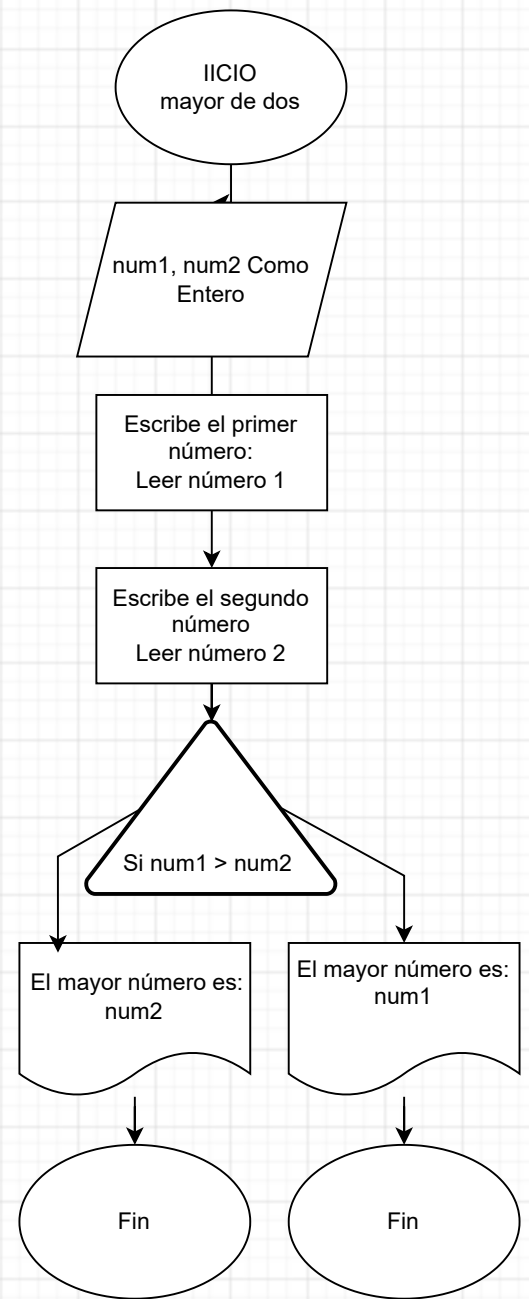 IICIO
mayor de dos
num1, num2 Como
Entero
Escribe el primer
número:
Leer número 1
Escribe el segundo
número
Leer número 2
Si num1 > num2
El mayor número es:
num2
El mayor número es:
num1
Fin
Fin